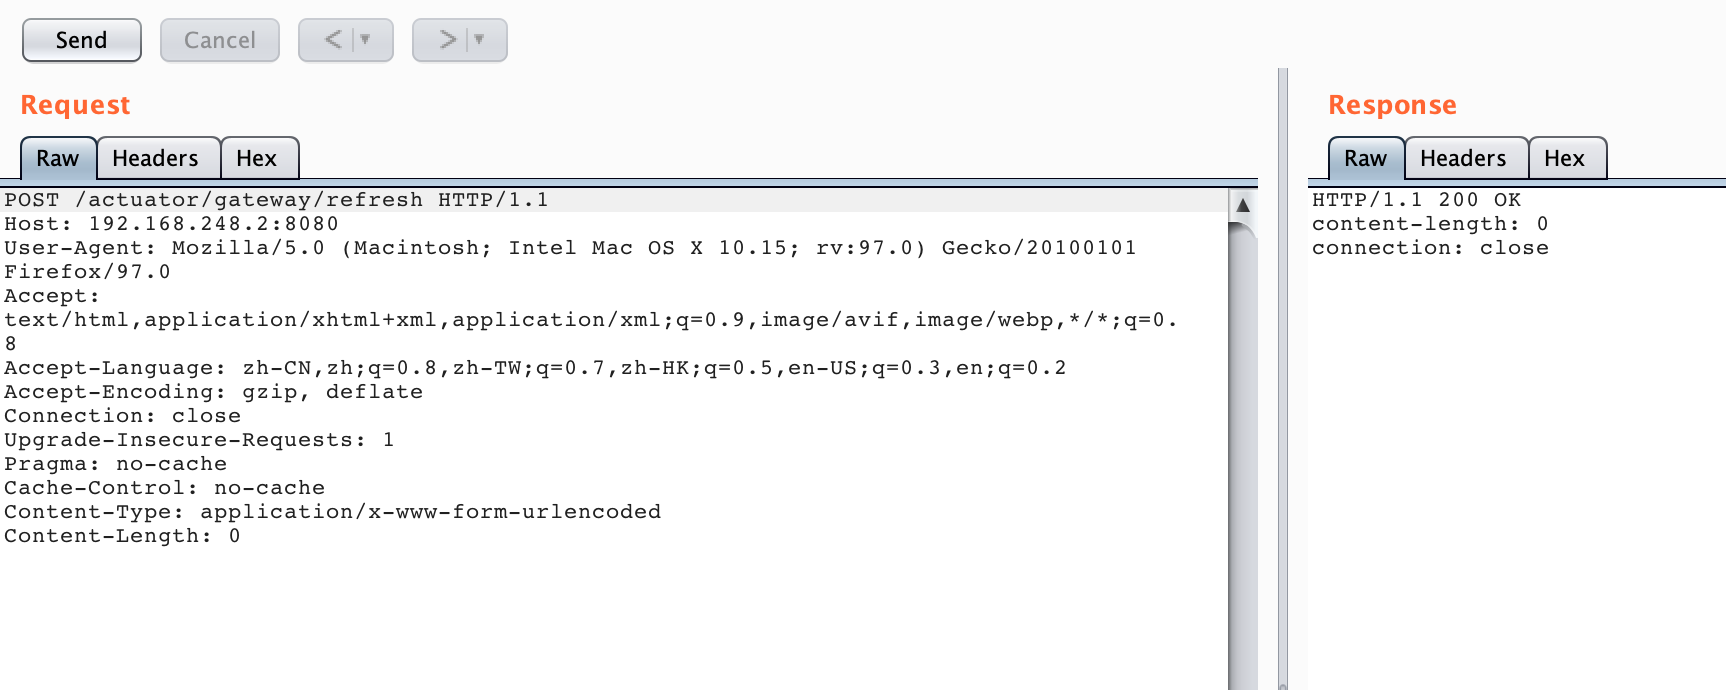 Send Cancel < >
Request
Raw Headers Hex
POST /actuator/gateway/refresh HTTP/1.1
Host: 192.168.248.2:8080
User-Agent: Mozilla/5.0 (Macintosh; Intel Mac OS X 10.15; rv:97.0) Gecko/20100101
Firefox/97.0
Accept:
text/html,application/xhtml+xml,application/xml;q=0.9,image/avif,image/webp,*/*;q=0.
8
Accept-Language: zh-CN,zh;q=0.8,zh-TW;q=0.7,zh-HK;q=0.5,en-US;q=0.3,en;q=0.2
Accept-Encoding: gzip, deflate
Connection: close
Upgrade-Insecure-Requests: 1
Pragma: no-cache
Cache-Control: no-cache
Content-Type: application/x-www-form-urlencoded
Content-Length: 0
Response
Raw Headers Hex
HTTP/1.1 200 OK
content-length: 0
connection: close